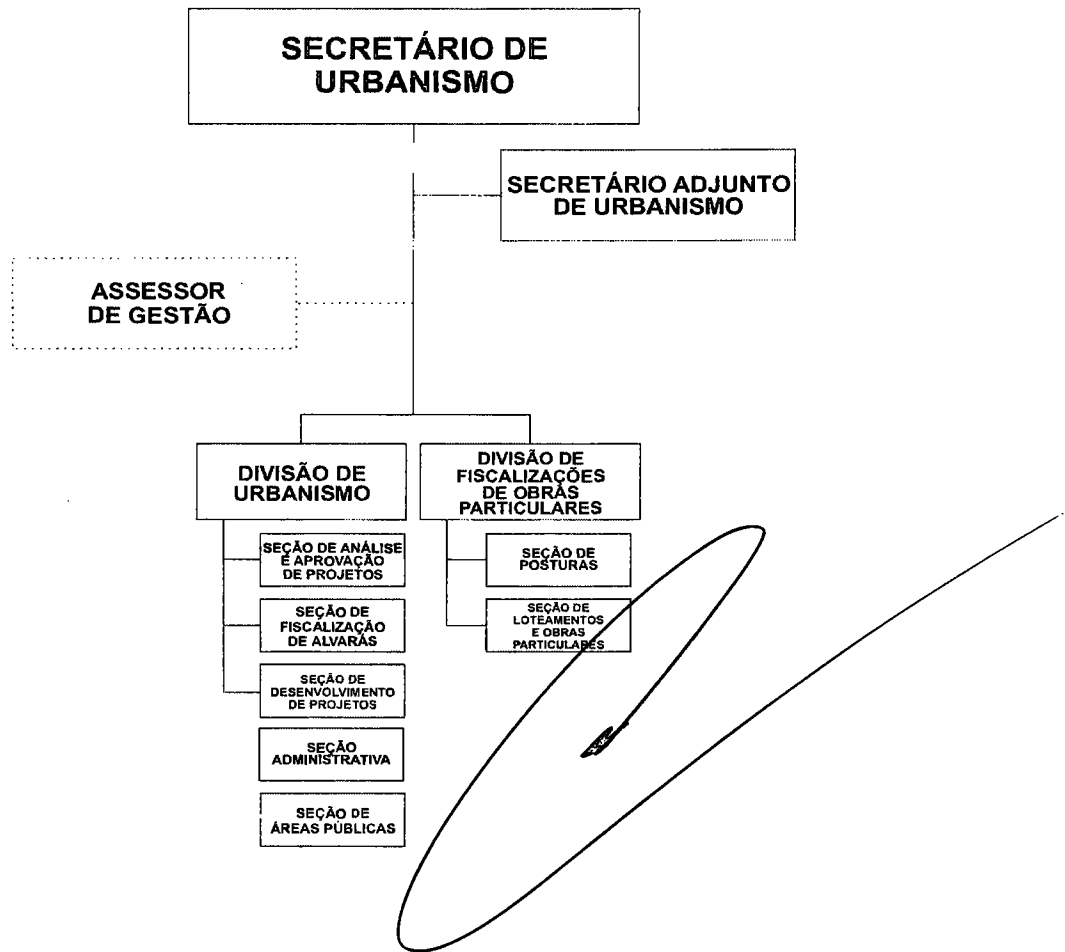 SECRETÁRIO DE
URBANISMO
SECRETÁRIO ADJUNTO
DE URBANISMO
ASSESSOR
DE GESTÃO
DIVISÃO DE
URBANISMO
DIVISÃO DE
FISCALIZAÇÕES
DE OBRAS
PARTICULARES
SEÇÃO DE ANÁLISE
E APROVAÇÃO
DE PROJETOS
SEÇÃO DE
FISCALIZAÇÃO
DE ALVARÁS
SEÇÃO DE
DESENVOLVIMENTO
DE PROJETOS
SEÇÃO
ADMINISTRATIVA
SEÇÃO DE
ÁREAS PÚBLICAS
SEÇÃO DE
POSTURAS
SEÇÃO DE
LOTEAMENTOS
E OBRAS
PARTICULARES